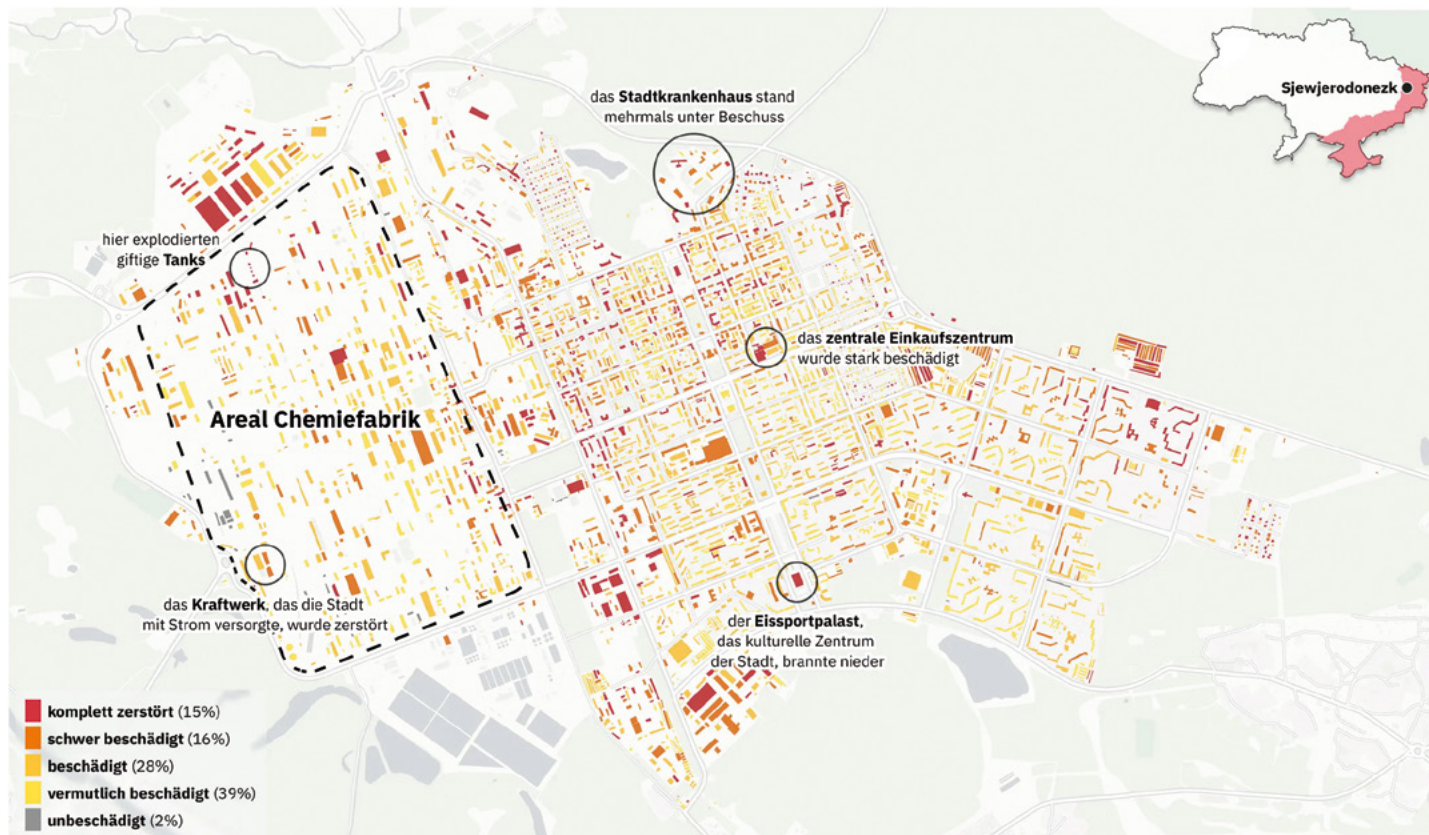 das Stadtkrankenhaus stand
mehrmals unter Beschuss
Sjewjerodonezk
hier explodierten
giftige Tanks
das zentrale Einkaufszentrum
wurde stark beschädigt
Areal Chemiefabrik
das Kraftwerk, das die Stadt
mit Strom versorgte, wurde zerstört
der Eissportpalast,
das kulturelle Zentrum
der Stadt, brannte nieder
komplett zerstört (15%)
schwer beschädigt (16%)
beschädigt (28%)
vermutlich beschädigt (39%)
unbeschädigt (2%)